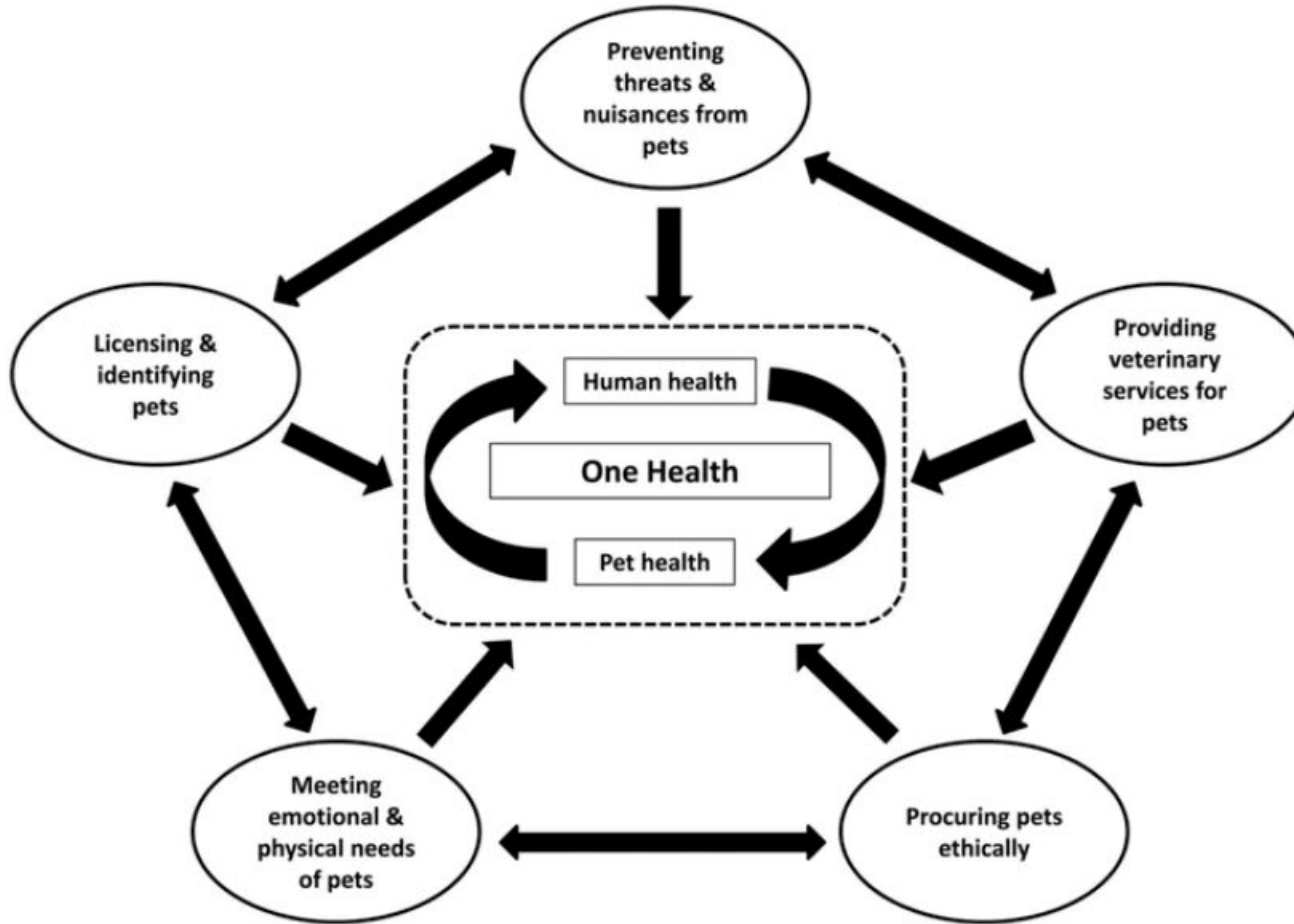 Preventing
threats &
nuisances from
pets
Licensing &
identifying
pets
Providing
veterinary
services for
pets
Human health
One Health
Pet health
Meeting
emotional &
physical needs
of pets
Procuring pets
ethically